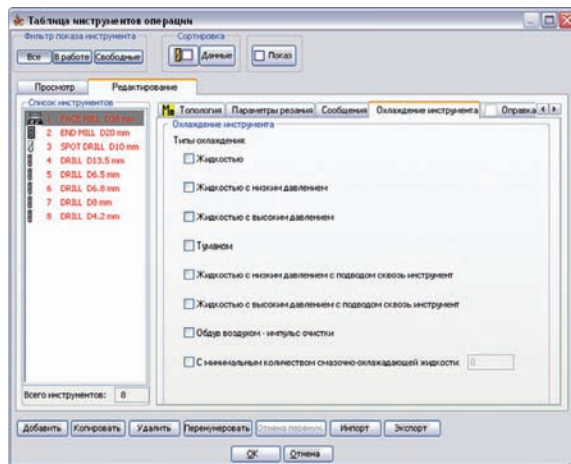 Таблица инструментов операции
Фильтр показа инструмента
Сортировка
Все
В работе
Свободные
Данные
Показ
Просмотр
Редактирование
Список инструментов
1 FACE MILL D38 mm
2 END MILL D20 mm
3 SPOT DRILL D10 mm
4 DRILL D13.5 mm
5 DRILL D6.5 mm
6 DRILL D6.8 mm
7 DRILL D8 mm
8 DRILL D4.2 mm
Всего инструментов: 8
Топология
Параметры резания
Сообщения
Охлаждение инструмента
Оправка
Охлаждение инструмента
Типы охлаждения:
Жидкостью
Жидкостью с низким давлением
Жидкостью с высоким давлением
Туманом
Жидкостью с низким давлением с подводом сквозь инструмент
Жидкостью с высоким давлением с подводом сквозь инструмент
Обдув воздухом - импульс очистки
С минимальным количеством смазочно-охлаждающей жидкости: 0
Добавить
Копировать
Удалить
Перенумеровать
Отмена перенум.
Импорт
Экспорт
OK
Отмена